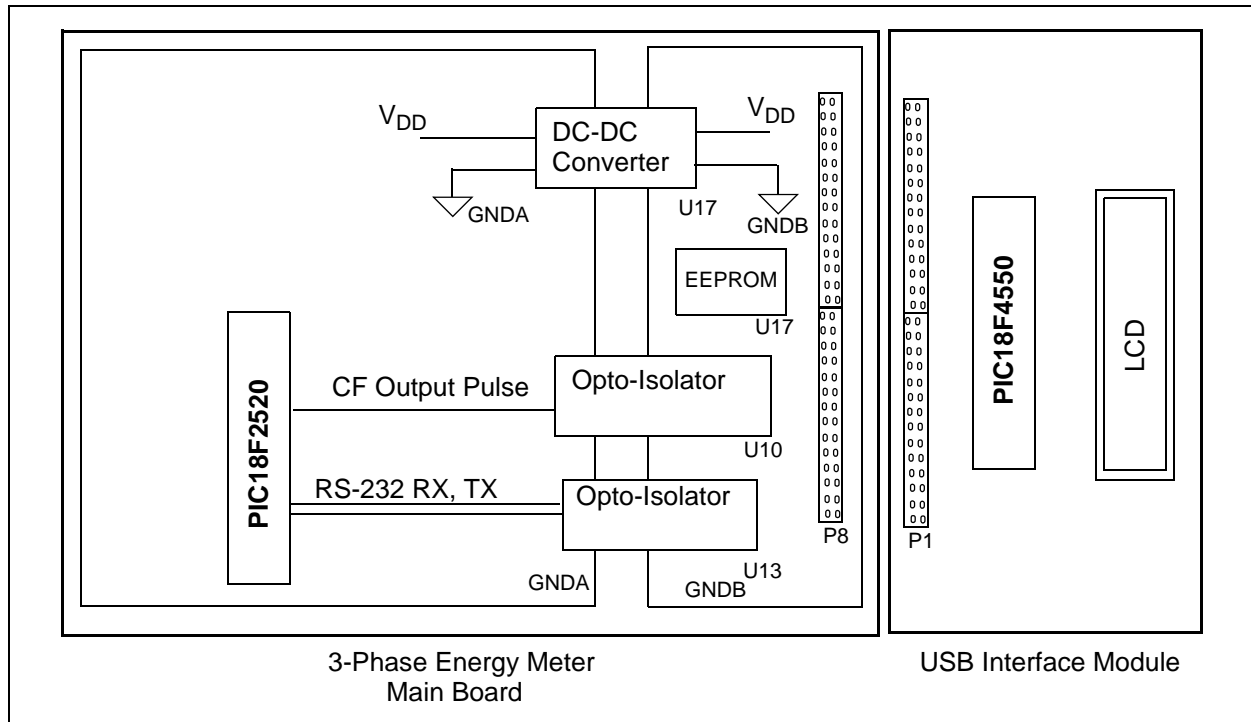 VDD
DC-DC
Converter
VDD
GNDA
U17
GNDB
EEPROM
U17
PIC18F2520
CF Output Pulse
Opto-Isolator
U10
RS-232 RX, TX
Opto-Isolator
U13
GNDA
GNDB
P8
P1
PIC18F4550
LCD
3-Phase Energy Meter
Main Board
USB Interface Module